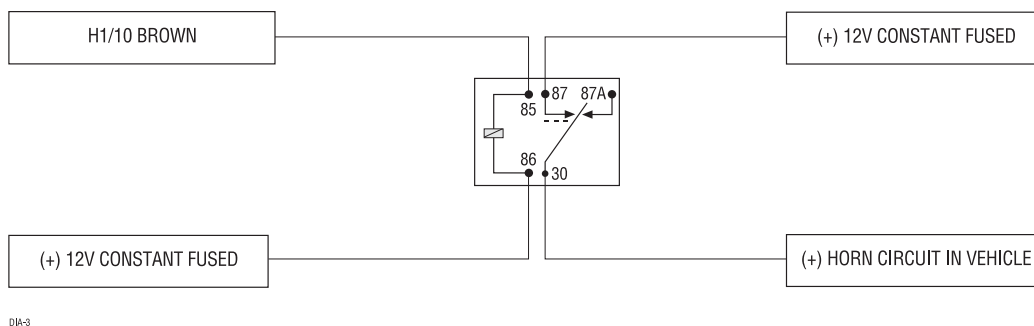 H1/10 BROWN
(+) 12V CONSTANT FUSED
87 87A
85
86
30
(+) 12V CONSTANT FUSED
(+) HORN CIRCUIT IN VEHICLE
DIA-3